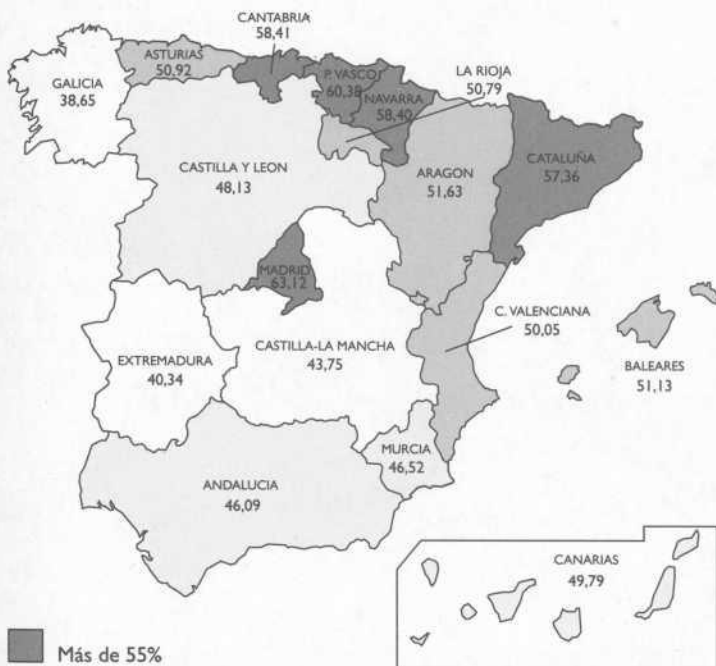 CANTABRIA
58,41
ASTURIAS
50,92
GALICIA
38,65
P. VASCO
60,38
NAVARRA
58,40
LA RIOJA
50,79
CASTILLA Y LEON
48,13
ARAGON
51,63
CATALUÑA
57,36
MADRID
63,12
C. VALENCIANA
50,05
EXTREMADURA
40,34
CASTILLA-LA MANCHA
43,75
BALEARES
51,13
MURCIA
46,52
ANDALUCIA
46,09
CANARIAS
49,79
Más de 55%